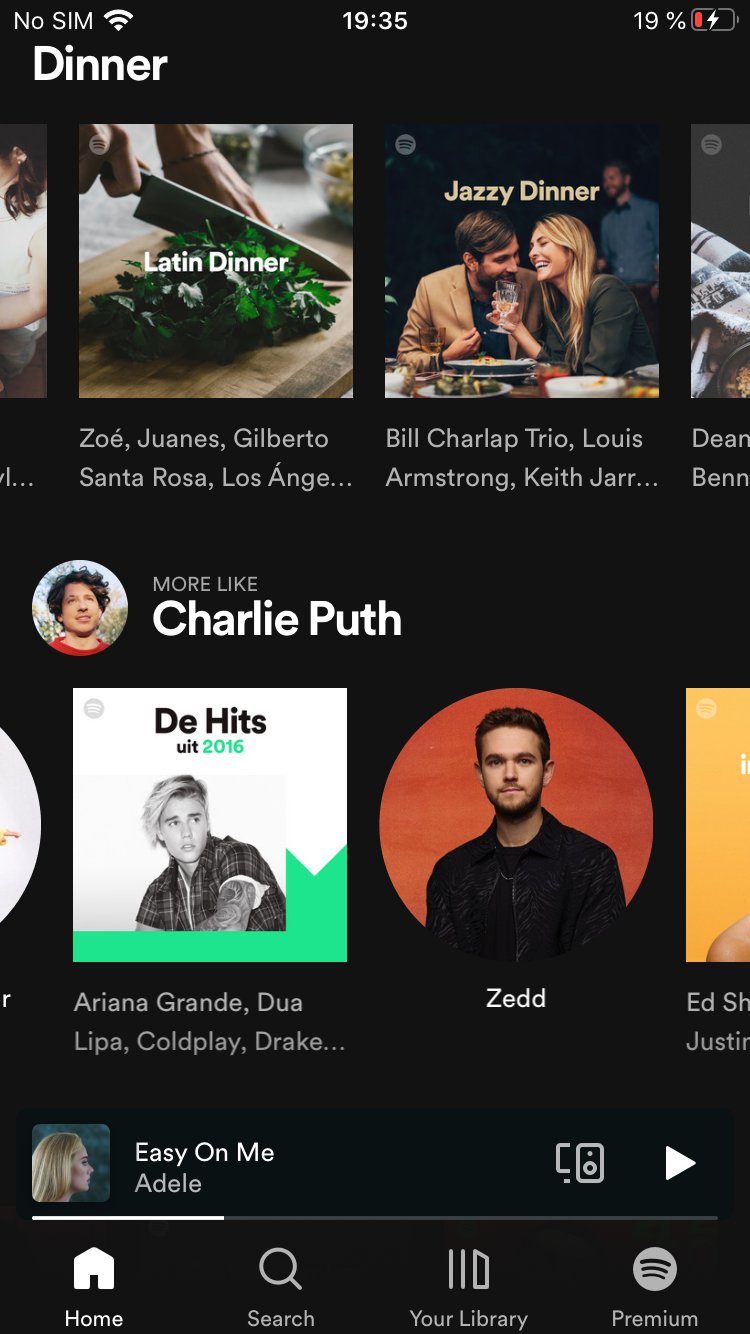 No SIM 19:35 19 %
Dinner
Latin Dinner
Jazzy Dinner
Zoé, Juanes, Gilberto
Santa Rosa, Los Ánge...
Bill Charlap Trio, Louis
Armstrong, Keith Jarr...
Dean
Benn
MORE LIKE
Charlie Puth
De Hits
uit 2016
Ariana Grande, Dua
Lipa, Coldplay, Drake...
Zedd
Ed Sh
Justin
Easy On Me
Adele
Home Search Your Library Premium